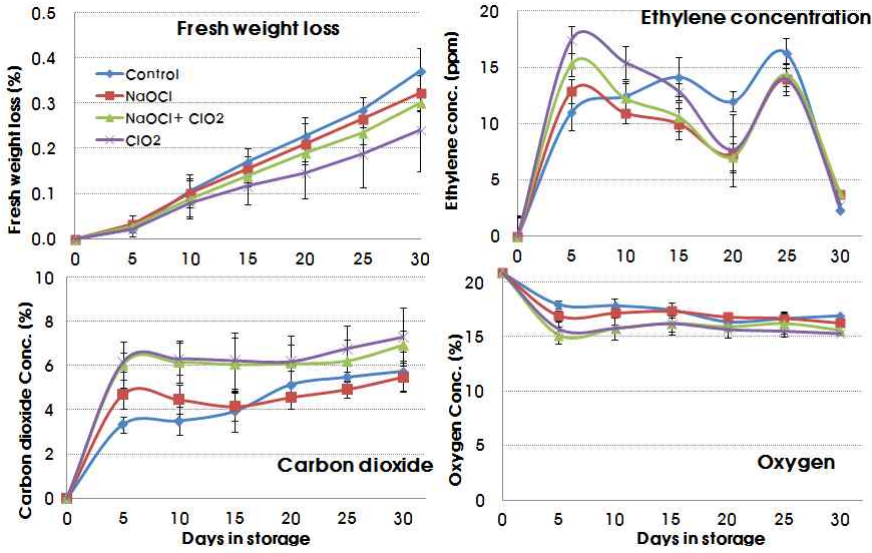 Fresh weight loss
Fresh weight loss (%)
0.5
0.4
0.3
0.2
0.1
0.0
Control
NaOCl
NaOCl+ ClO2
ClO2
0 5 10 15 20 25 30
Ethylene concentration
Ethylene conc. (ppm)
20
15
10
5
0
0 5 10 15 20 25 30
Carbon dioxide Conc. (%)
10
8
6
4
2
0
Carbon dioxide
0 5 10 15 20 25 30
Days in storage
Oxygen Conc. (%)
20
15
10
5
0
Oxygen
0 5 10 15 20 25 30
Days in storage